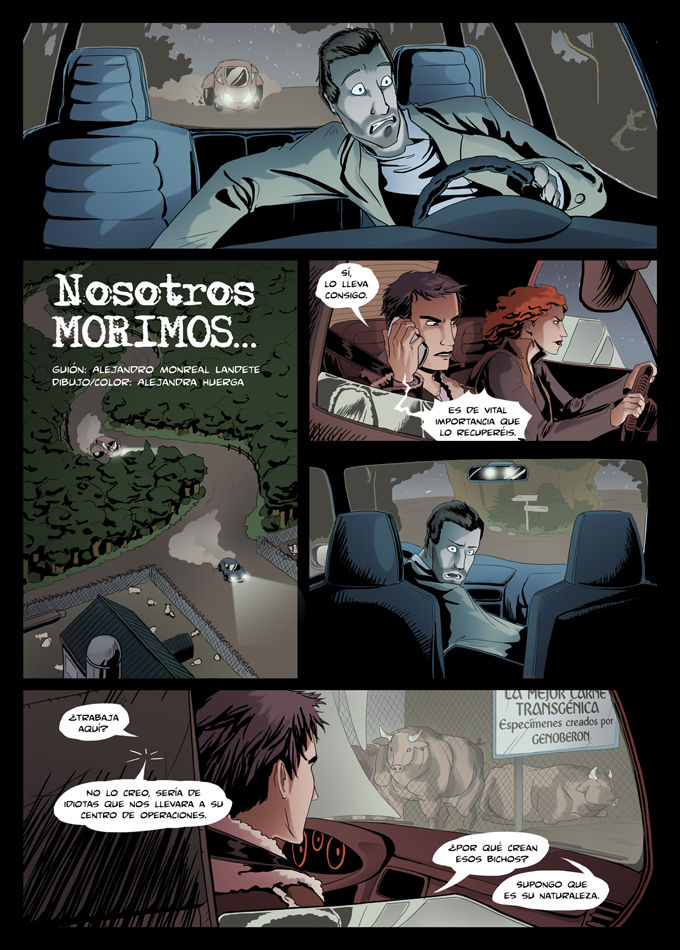 Nosotros
MORIMOS...
GUIÓN: ALEJANDRO MONREAL LANDETE
DIBUJO/COLOR: ALEJANDRA HUERGA
SÍ,
LO LLEVA
CONSIGO.
ES DE VITAL
IMPORTANCIA QUE
LO RECUPERÉIS.
¿TRABAJA
AQUÍ?
NO LO CREO, SERÍA DE
IDIOTAS QUE NOS LLEVARA A SU
CENTRO DE OPERACIONES.
LA MEJOR CARNE
TRANSGÉNICA
Especímenes creados por
GENOBERON
¿POR QUÉ CREAN
ESOS BICHOS?
SUPONGO QUE
ES SU NATURALEZA.